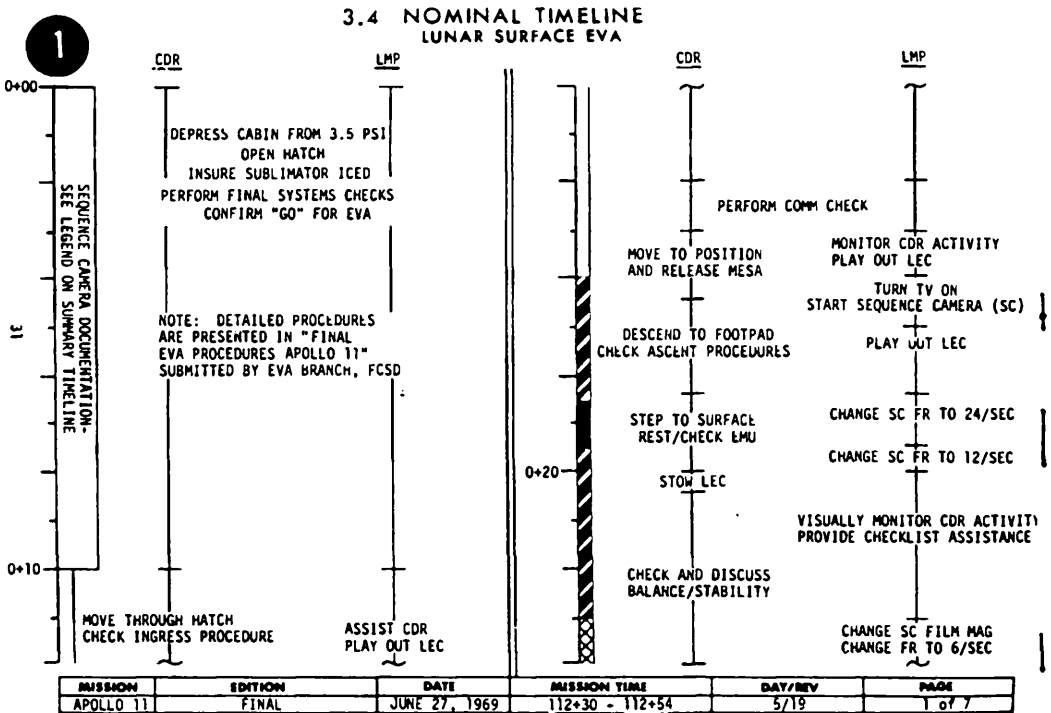 3.4 NOMINAL TIMELINE
LUNAR SURFACE EVA
1
CDR
LMP
0+00
DEPRESS CABIN FROM 3.5 PSI
OPEN HATCH
INSURE SUBLIMATOR ICED
PERFORM FINAL SYSTEMS CHECKS
CONFIRM "GO" FOR EVA
SEQUENCE CAMERA DOCUMENTATION-
SEE LEGEND ON SUMMARY TIMELINE
31
NOTE: DETAILED PROCEDURES
ARE PRESENTED IN "FINAL
EVA PROCEDURES APOLLO 11"
SUBMITTED BY EVA BRANCH, FCSD
0+10
MOVE THROUGH HATCH
CHECK INGRESS PROCEDURE
ASSIST CDR
PLAY OUT LEC
CDR
LMP
PERFORM COMM CHECK
MOVE TO POSITION
AND RELEASE MESA
MONITOR CDR ACTIVITY
PLAY OUT LEC
TURN TV ON
START SEQUENCE CAMERA (SC)
DESCEND TO FOOTPAD
CHECK ASCENT PROCEDURES
PLAY OUT LEC
STEP TO SURFACE
REST/CHECK EMU
CHANGE SC FR TO 24/SEC
CHANGE SC FR TO 12/SEC
0+20
STOW LEC
VISUALLY MONITOR CDR ACTIVITY
PROVIDE CHECKLIST ASSISTANCE
CHECK AND DISCUSS
BALANCE/STABILITY
CHANGE SC FILM MAG
CHANGE FR TO 6/SEC
MISSION EDITION DATE MISSION TIME DAY/REV PAGE
APOLLO 11 FINAL JUNE 27, 1969 112+30 - 112+54 5/19 1 of 7